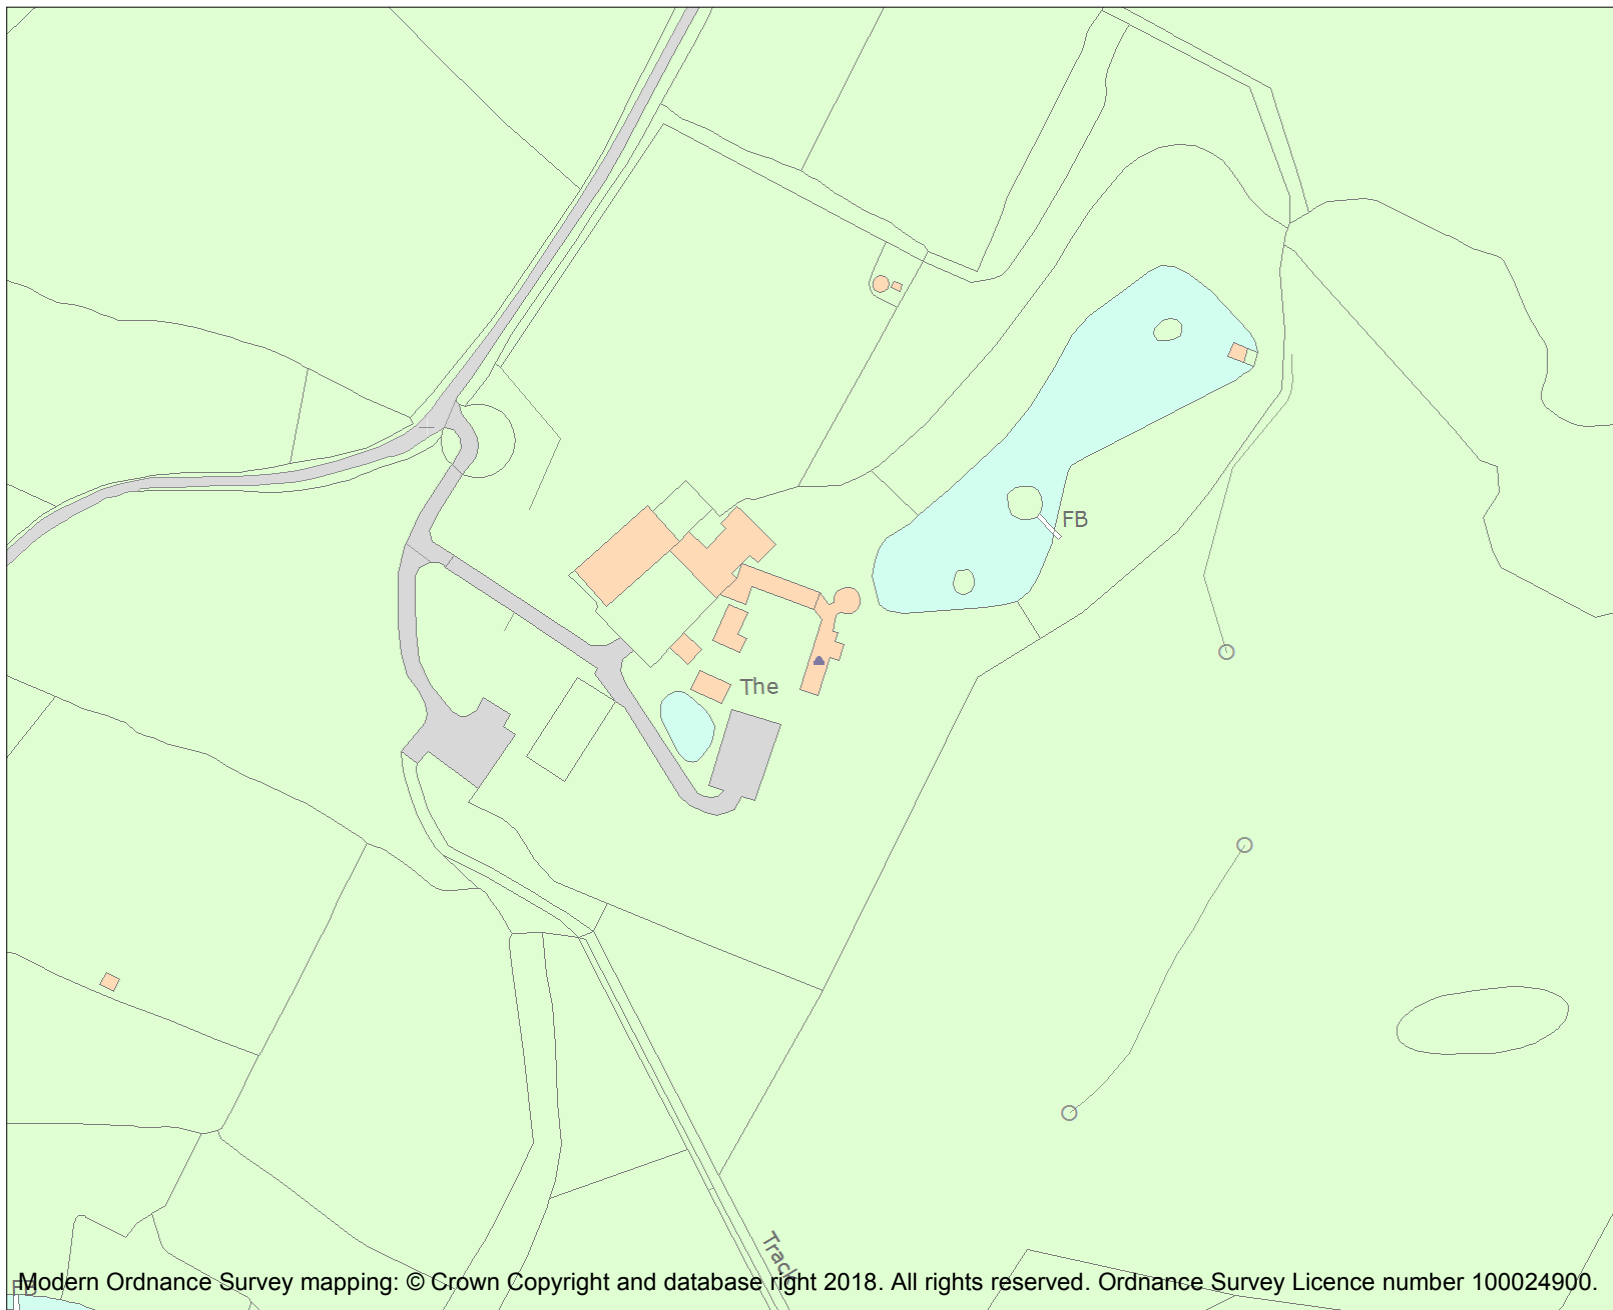 FB
The
Track
FB
Modern Ordnance Survey mapping: © Crown Copyright and database right 2018. All rights reserved. Ordnance Survey Licence number 100024900.